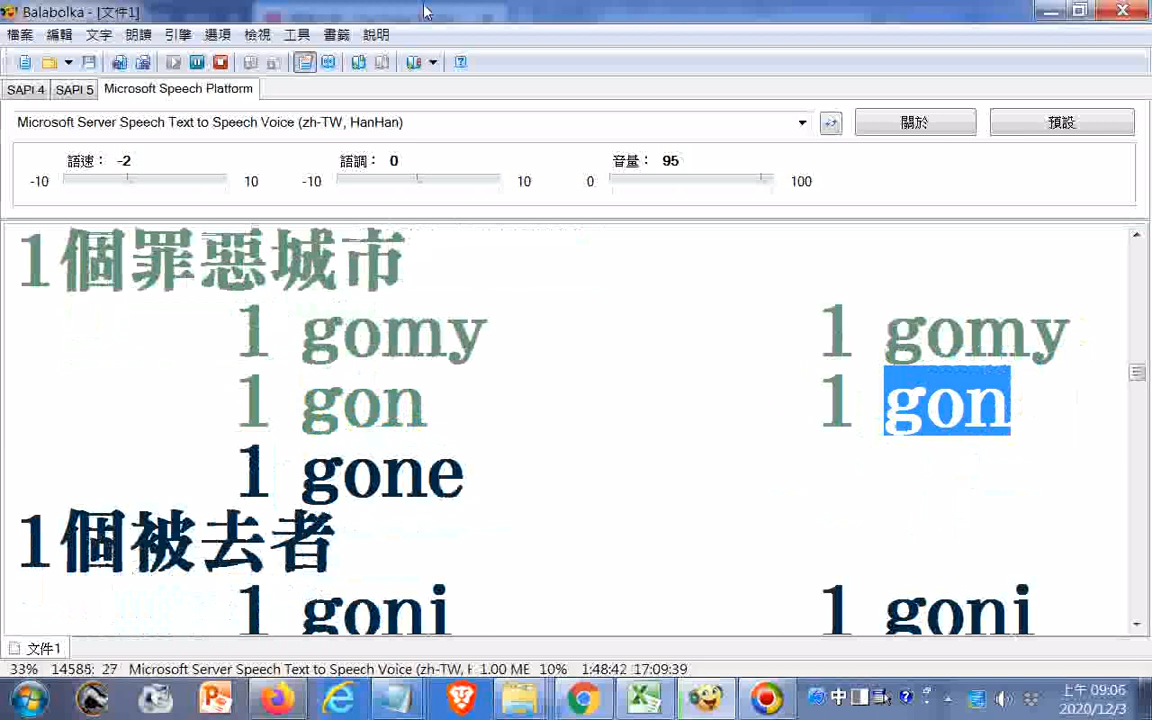 Balabolka - [文件1]
檔案 編輯 文字 朗讀 引擎 選項 檢視 工具 書籤 說明
SAPI 4 SAPI 5 Microsoft Speech Platform
Microsoft Server Speech Text to Speech Voice (zh-TW, HanHan) 關於 預設
語速： -2 語調： 0 音量： 95
-10 10 -10 10 0 100
1個罪惡城市
1 gomy 1 gomy
1 gon 1 gon
1 gone
1個被去者
1 goni 1 goni
文件1
33% 14585: 27 Microsoft Server Speech Text to Speech Voice (zh-TW, H 1.00 ME 10% 1:48:42 17:09:39
中 上午 09:06
2020/12/3